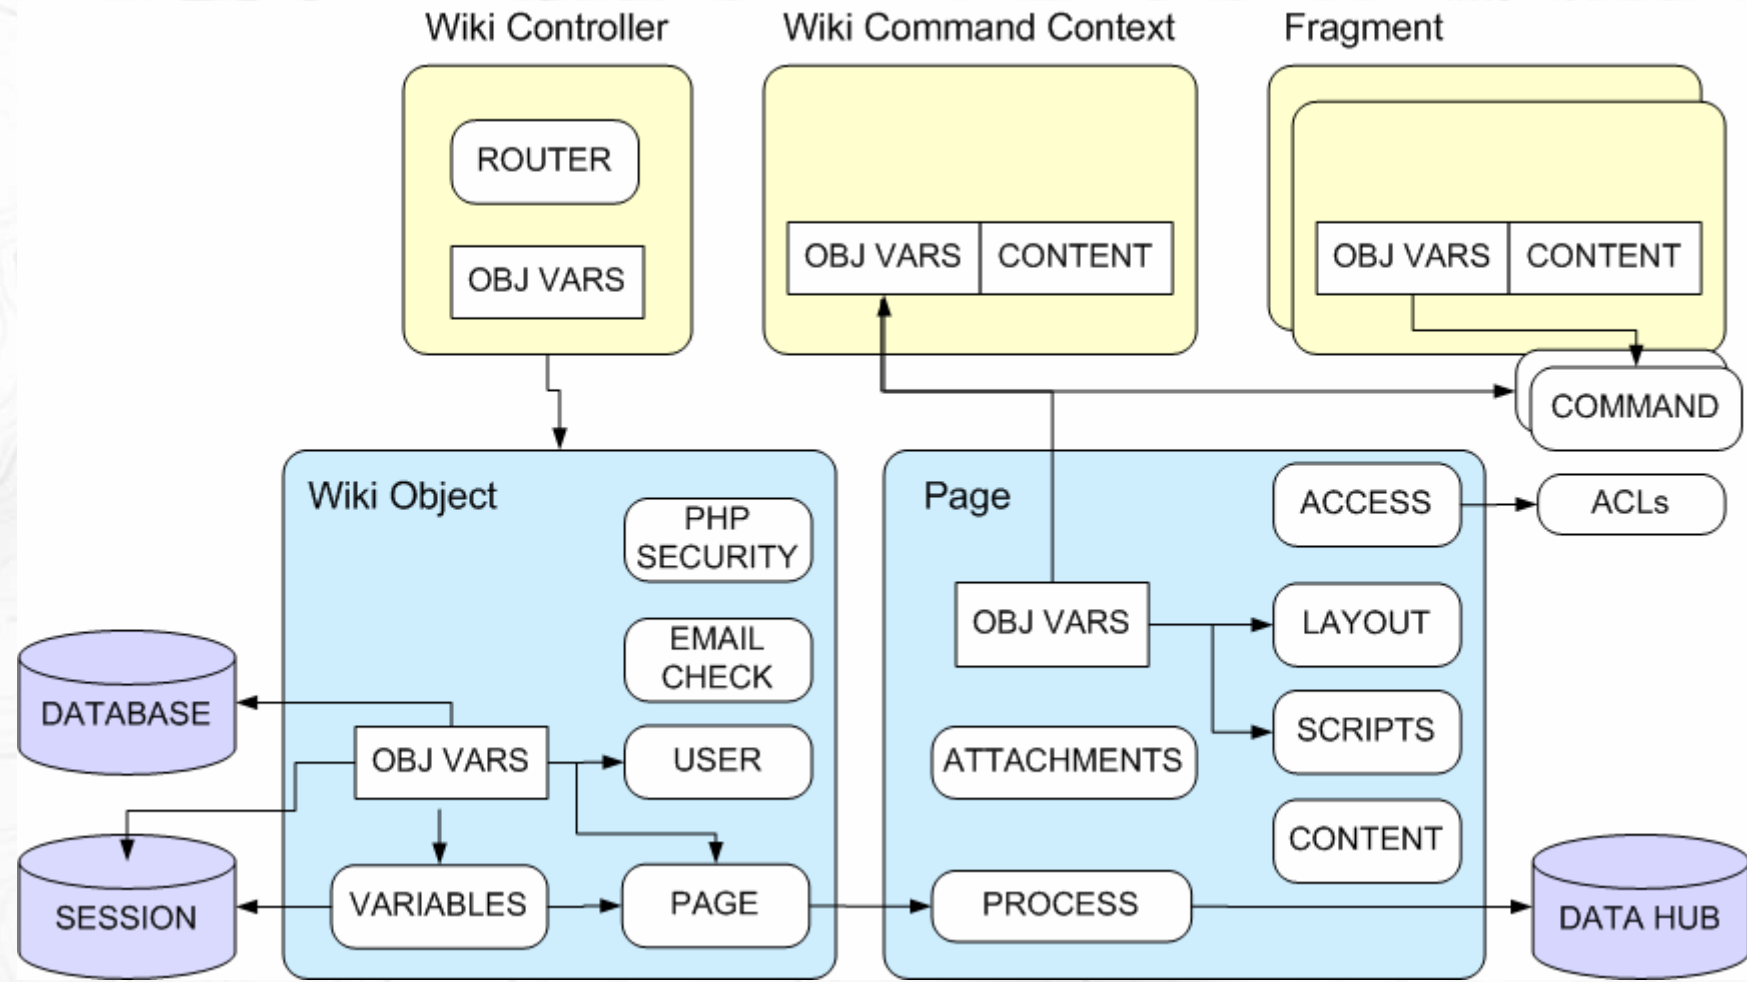 Wiki Controller
Wiki Command Context
Fragment
ROUTER
OBJ VARS
OBJ VARS
CONTENT
OBJ VARS
CONTENT
COMMAND
Wiki Object
PHP
SECURITY
EMAIL
CHECK
OBJ VARS
USER
VARIABLES
PAGE
DATABASE
SESSION
Page
ACCESS
ACLs
OBJ VARS
LAYOUT
SCRIPTS
ATTACHMENTS
CONTENT
PROCESS
DATA HUB